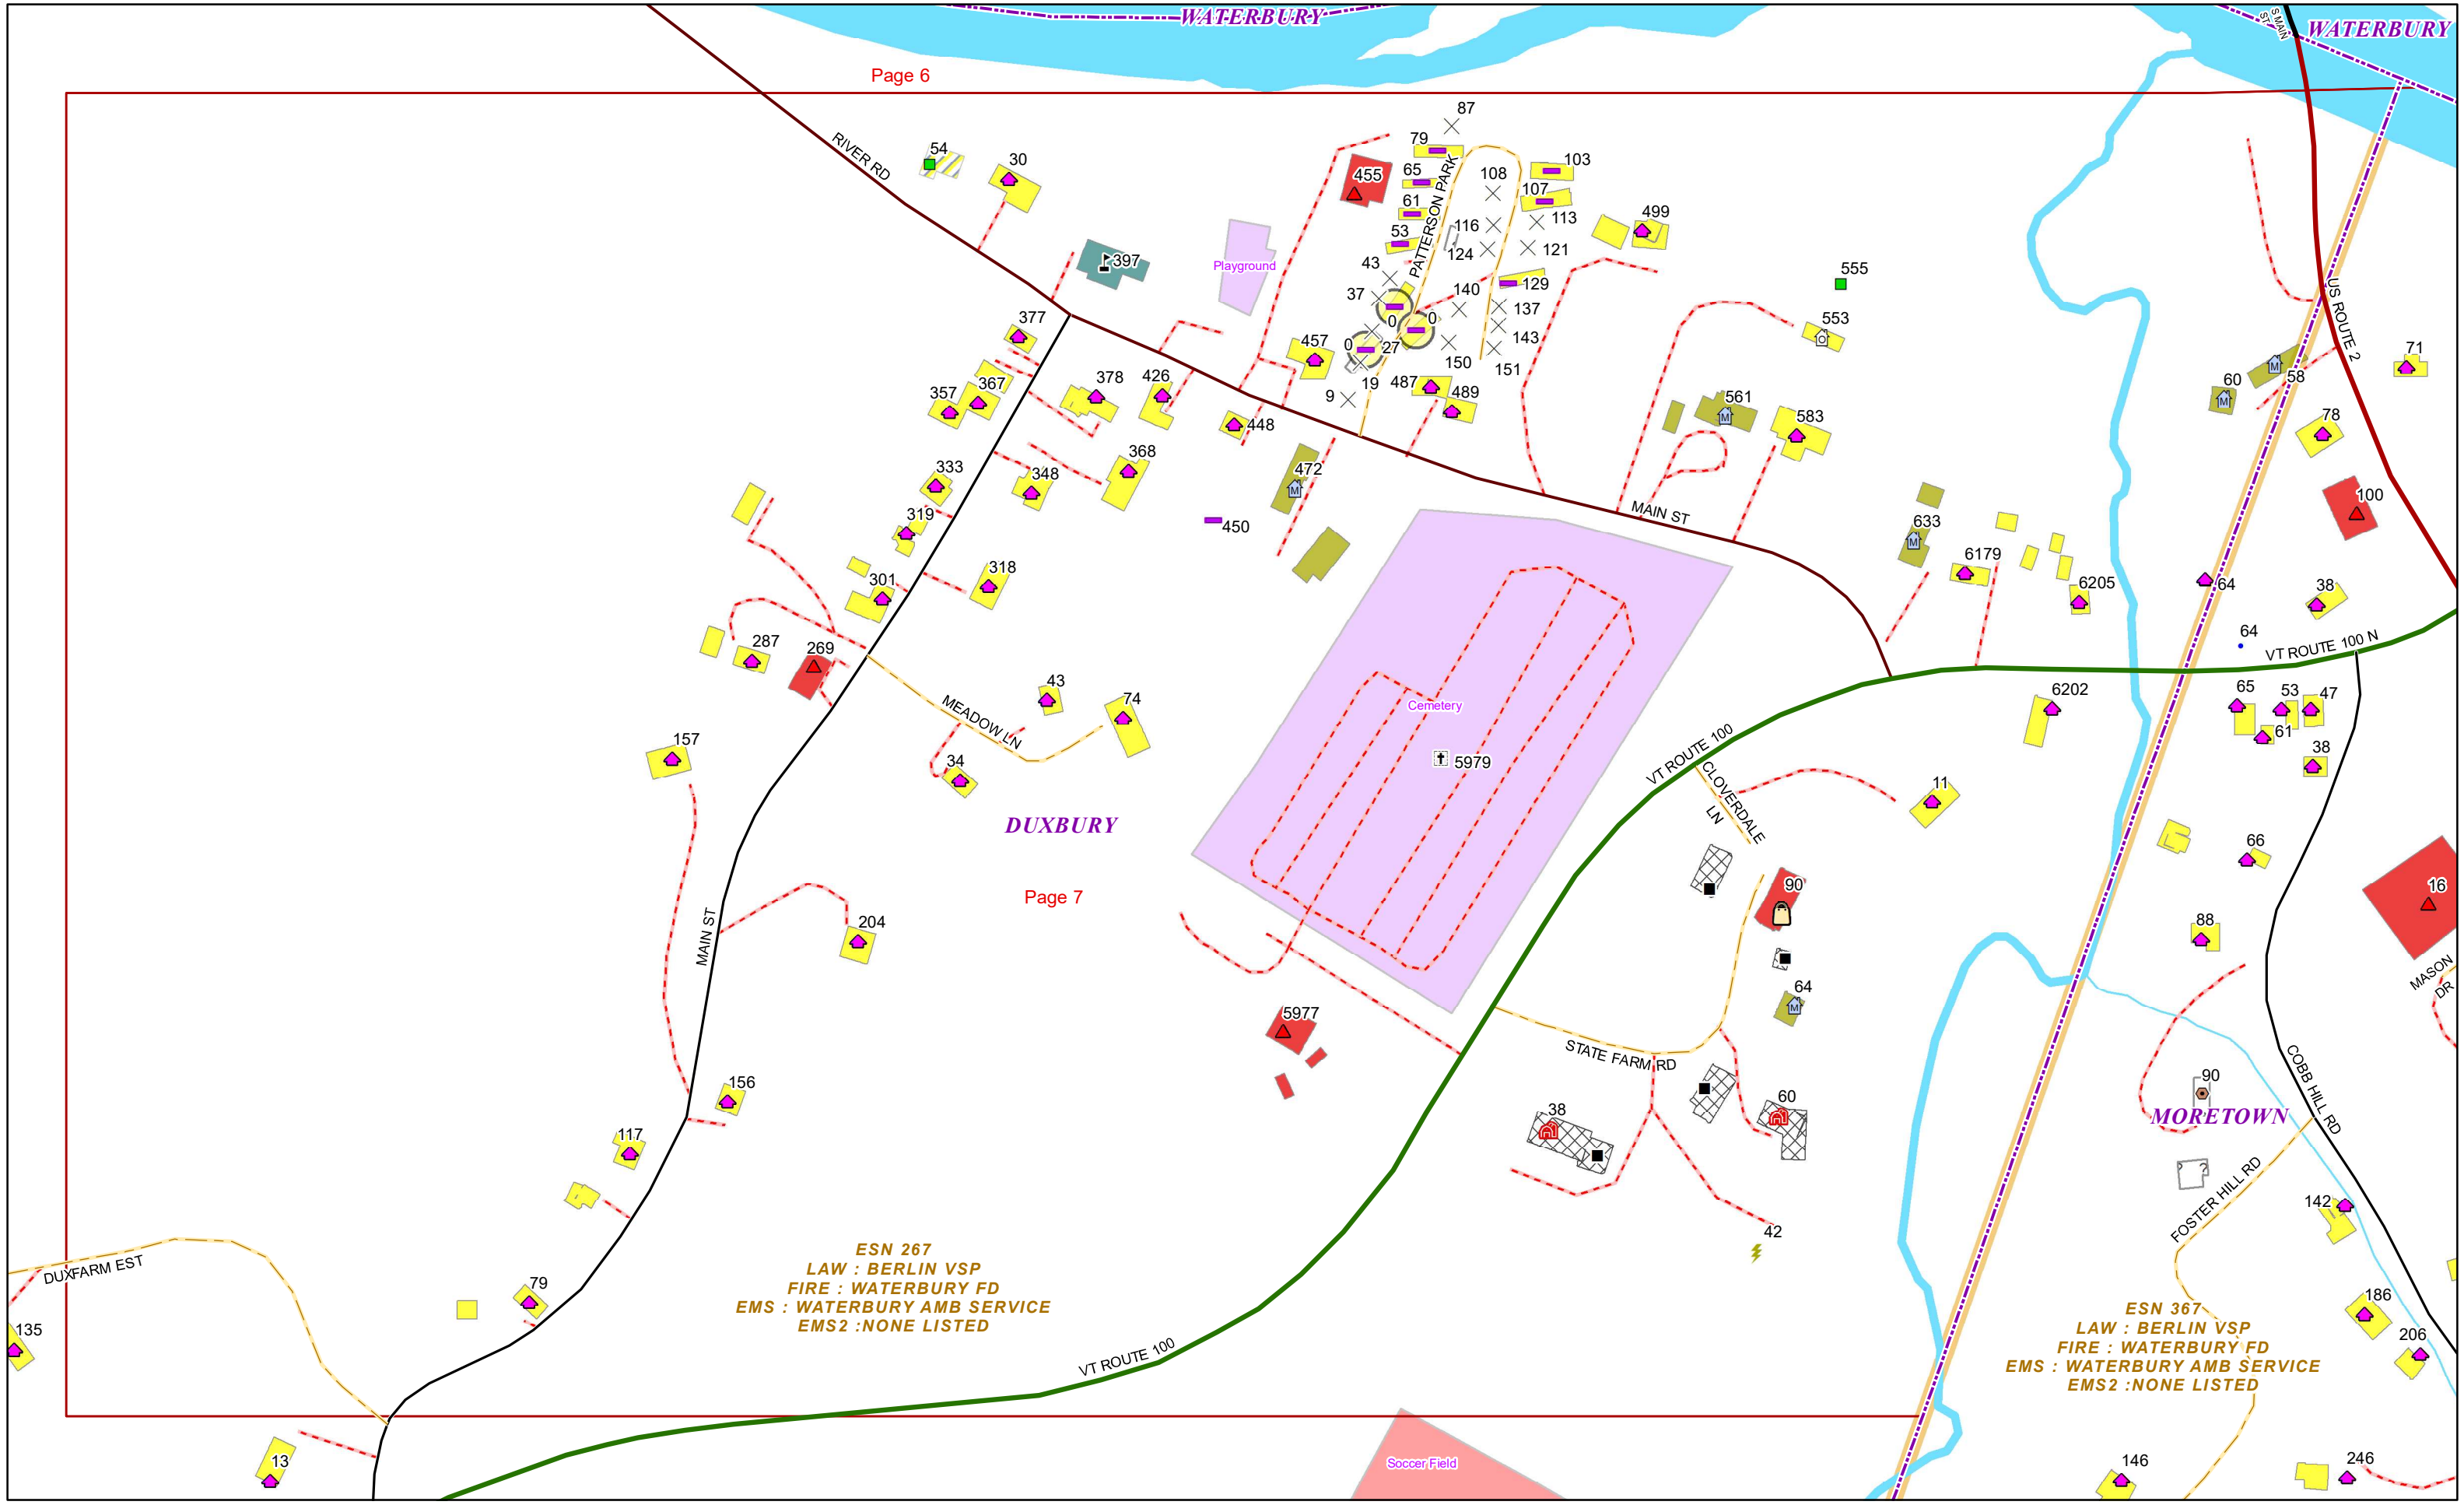 WATERBURY
S MAIN
ST
WATERBURY
Page 6
87
RIVER RD
54
30
79
65
455
61
53
PATTERSON PARK
108
103
107
116
113
124
121
499
397
Playground
43
37
140
129
137
143
0
0
0
27
150
151
19
9
555
553
US ROUTE 2
377
357
367
378
426
448
457
487
489
561
583
60
58
71
78
333
348
368
472
450
319
MAIN ST
633
6179
6205
100
301
318
64
38
64
287
269
VT ROUTE 100 N
43
74
MEADOW LN
34
157
Cemetery
5979
6202
65
53
47
61
38
VT ROUTE 100
CLOVERDALE
LN
11
DUXBURY
66
Page 7
90
16
MAIN ST
204
88
MASON
DR
64
5977
STATE FARM RD
COBB HILL RD
156
38
60
90
MORETOWN
117
?
FOSTER HILL RD
142
42
DUXFARM EST
ESN 267
LAW : BERLIN VSP
FIRE : WATERBURY FD
EMS : WATERBURY AMB SERVICE
EMS2 :NONE LISTED
79
135
186
206
ESN 367
LAW : BERLIN VSP
FIRE : WATERBURY FD
EMS : WATERBURY AMB SERVICE
EMS2 :NONE LISTED
VT ROUTE 100
13
Soccer Field
146
246